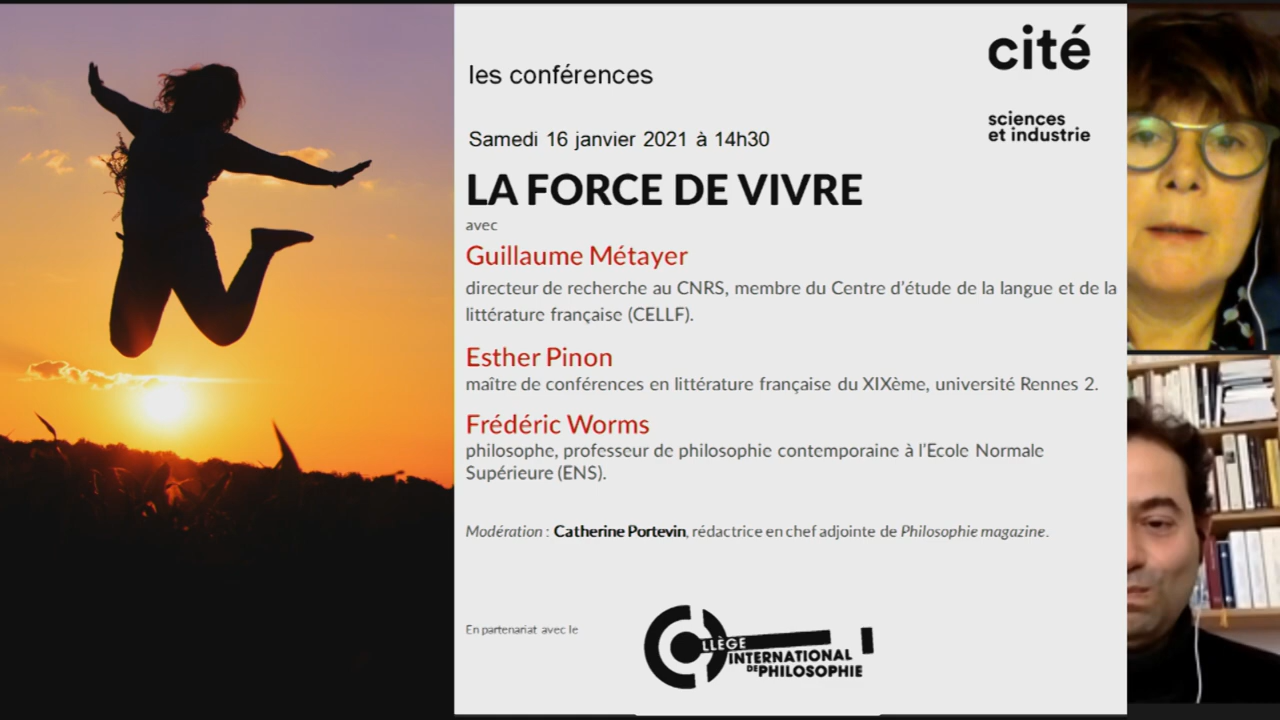 les conférences
cité
sciences
et industrie
Samedi 16 janvier 2021 à 14h30
LA FORCE DE VIVRE
avec
Guillaume Métayer
directeur de recherche au CNRS, membre du Centre d'étude de la langue et de la
littérature française (CELLF).
Esther Pinon
maître de conférences en littérature française du XIXème, université Rennes 2.
Frédéric Worms
philosophe, professeur de philosophie contemporaine à l'Ecole Normale
Supérieure (ENS).
Modération : Catherine Portevin, rédactrice en chef adjointe de Philosophie magazine.
En partenariat avec le
COLLÈGE
INTERNATIONAL
DE PHILOSOPHIE